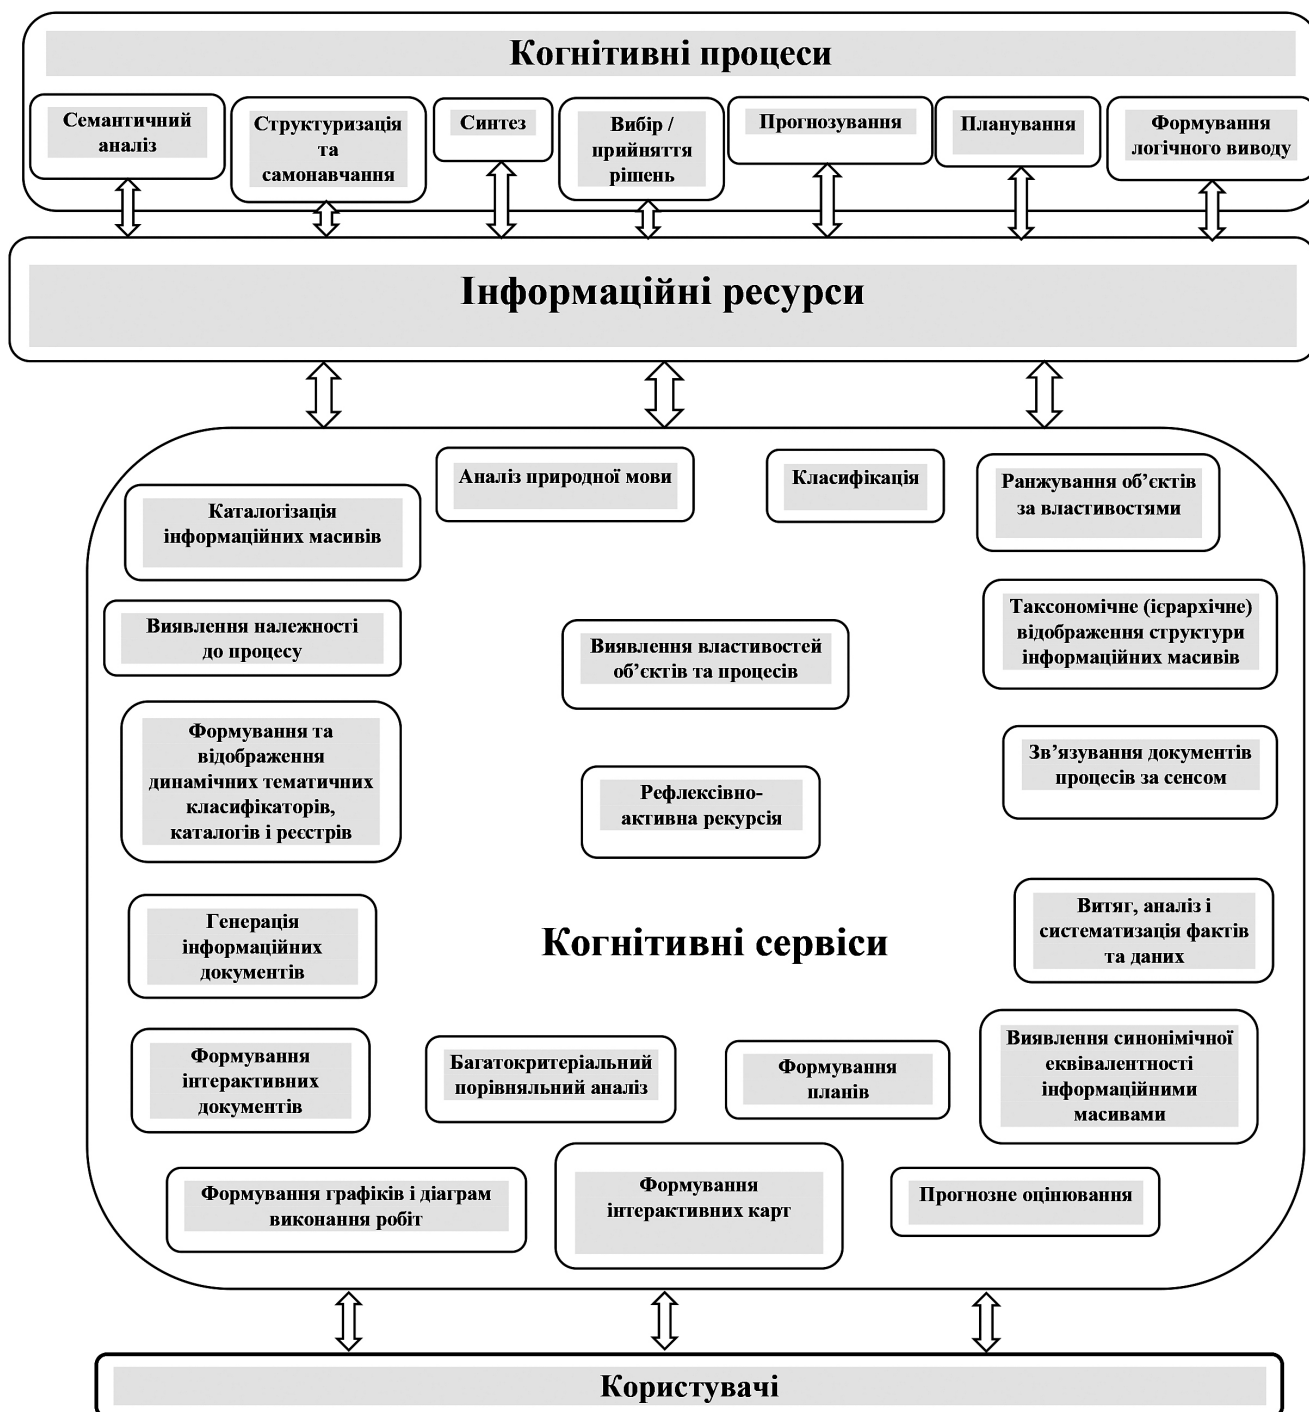 Когнітивні процеси
Семантичний
аналіз
Структуризація
та
самонавчання
Синтез
Вибір /
прийняття
рішень
Прогнозування
Планування
Формування
логічного виводу
Інформаційні ресурси
Аналіз природної мови
Класифікація
Ранжування об’єктів
за властивостями
Каталогізація
інформаційних масивів
Виявлення належності
до процесу
Виявлення властивостей
об’єктів та процесів
Таксономічне (ієрархічне)
відображення структури
інформаційних масивів
Формування та
відображення
динамічних тематичних
класифікаторів,
каталогів і реєстрів
Рефлексівно-
активна рекурсія
Зв’язування документів
процесів за сенсом
Генерація
інформаційних
документів
Когнітивні сервіси
Витяг, аналіз і
систематизація фактів
та даних
Формування
інтерактивних
документів
Багатокритеріальний
порівняльний аналіз
Формування
планів
Виявлення синонімічної
еквівалентності
інформаційними
масивами
Формування графіків і діаграм
виконання робіт
Формування
інтерактивних карт
Прогнозне оцінювання
Користувачі